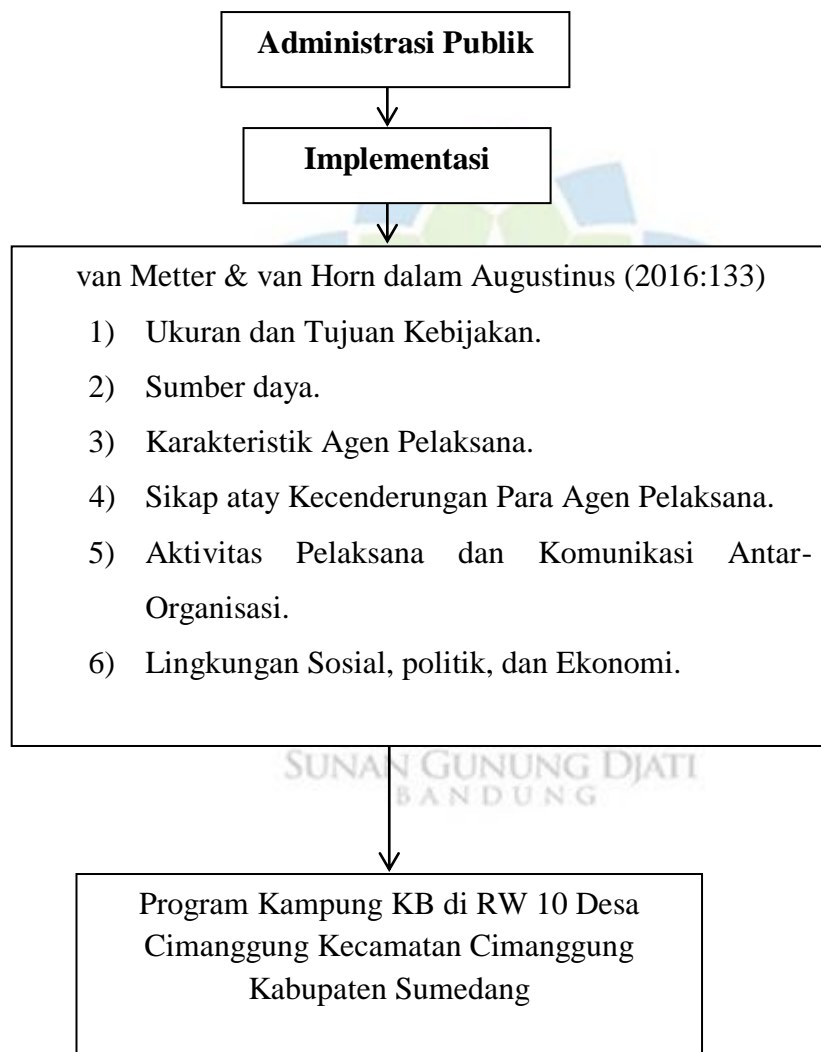 Administrasi Publik
Implementasi
van Metter & van Horn dalam Augustinus (2016:133)
1) Ukuran dan Tujuan Kebijakan.
2) Sumber daya.
3) Karakteristik Agen Pelaksana.
4) Sikap atay Kecenderungan Para Agen Pelaksana.
5) Aktivitas Pelaksana dan Komunikasi Antar-
Organisasi.
6) Lingkungan Sosial, politik, dan Ekonomi.
SUNAN GUNUNG DJATI
BANDUNG
Program Kampung KB di RW 10 Desa
Cimanggung Kecamatan Cimanggung
Kabupaten Sumedang